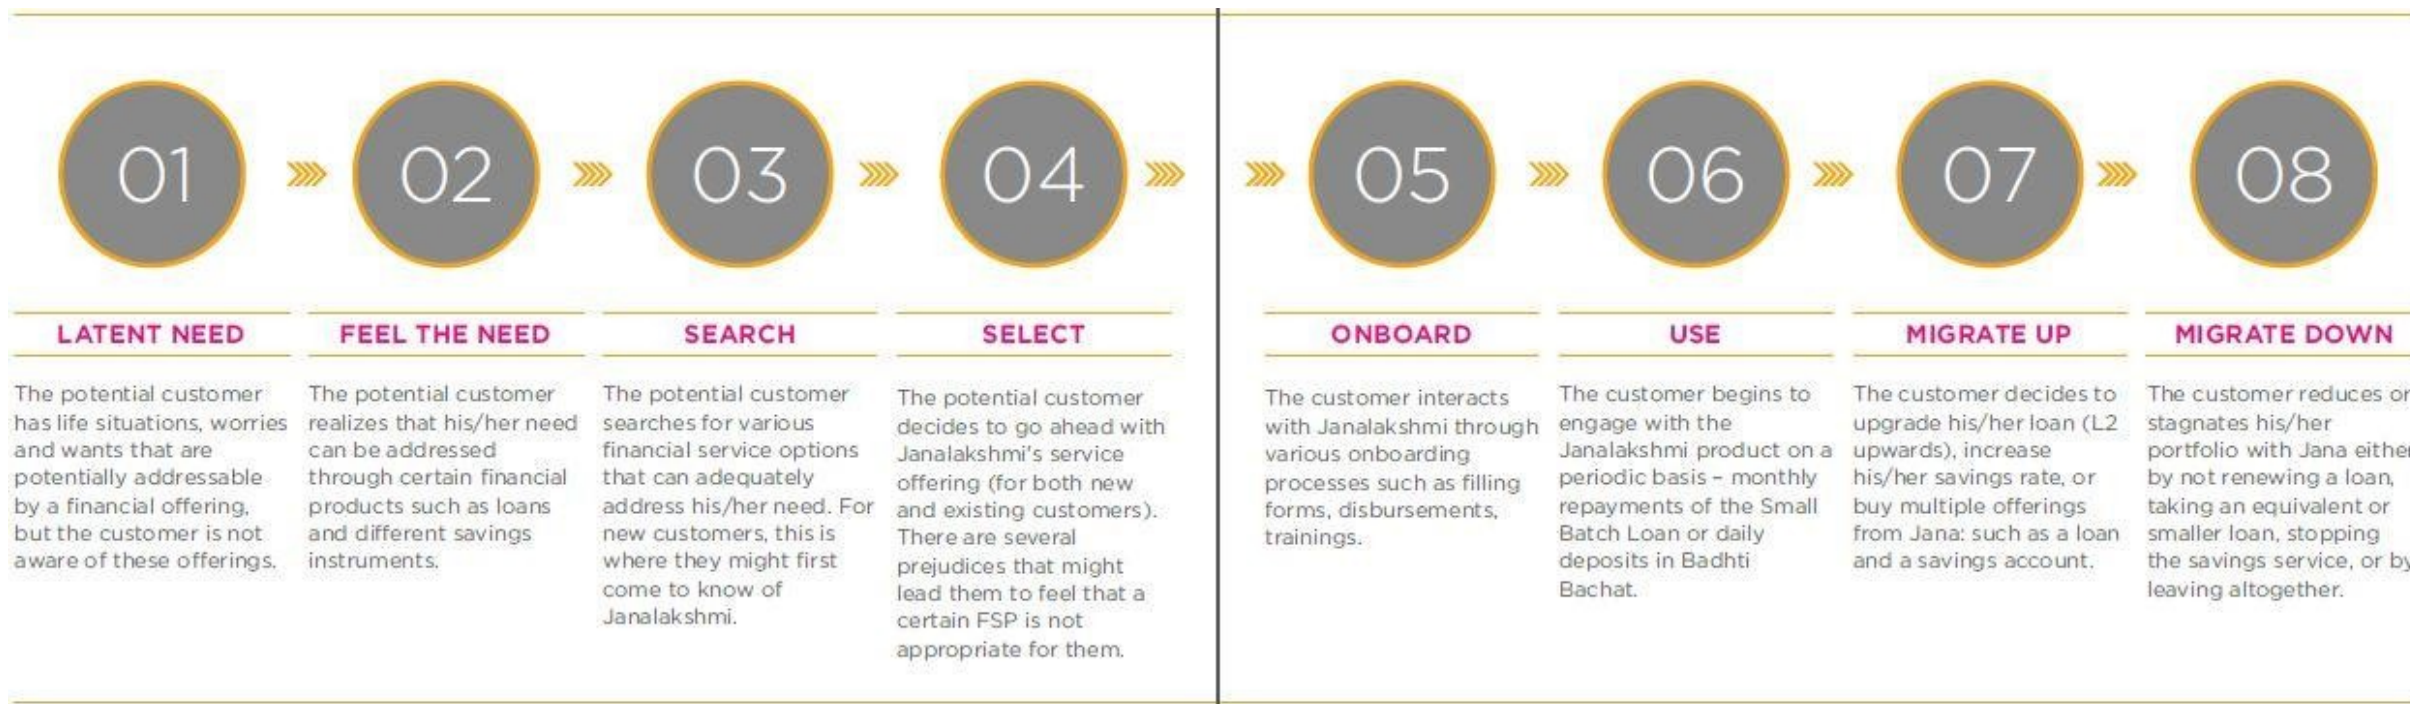 01
02
03
04
05
06
07
08
LATENT NEED
The potential customer
has life situations, worries
and wants that are
potentially addressable
by a financial offering,
but the customer is not
aware of these offerings.
FEEL THE NEED
The potential customer
realizes that his/her need
can be addressed
through certain financial
products such as loans
and different savings
instruments.
SEARCH
The potential customer
searches for various
financial service options
that can adequately
address his/her need. For
new customers, this is
where they might first
come to know of
Janalakshmi.
SELECT
The potential customer
decides to go ahead with
Janalakshmi's service
offering (for both new
and existing customers).
There are several
prejudices that might
lead them to feel that a
certain FSP is not
appropriate for them.
ONBOARD
The customer interacts
with Janalakshmi through
various onboarding
processes such as filling
forms, disbursements,
trainings.
USE
The customer begins to
engage with the
Janalakshmi product on a
periodic basis – monthly
repayments of the Small
Batch Loan or daily
deposits in Badhti
Bachat.
MIGRATE UP
The customer decides to
upgrade his/her loan (L2
upwards), increase
his/her savings rate, or
buy multiple offerings
from Jana: such as a loan
and a savings account.
MIGRATE DOWN
The customer reduces or
stagnates his/her
portfolio with Jana either
by not renewing a loan,
taking an equivalent or
smaller loan, stopping
the savings service, or by
leaving altogether.